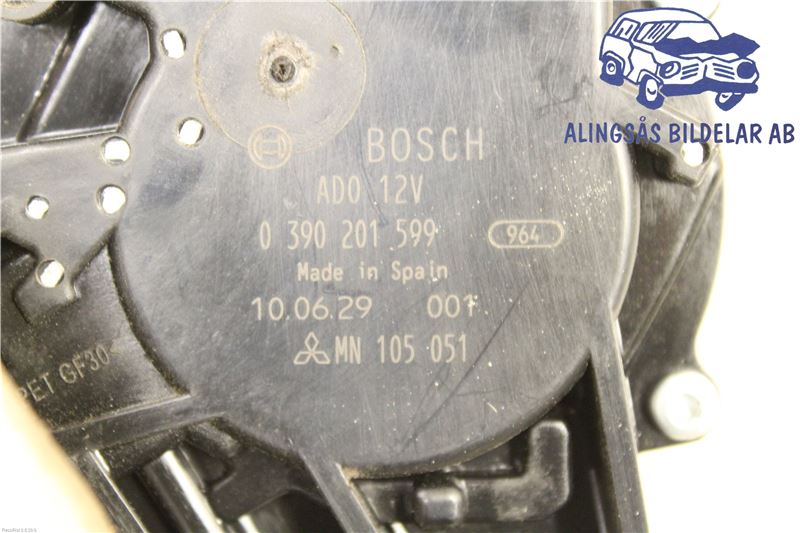 ALINGSÅS BILDELAR AB
BOSCH
ADO 12V
0 390 201 599
964
Made in Spain
10.06.29 001
MN 105 051
PET GF30<